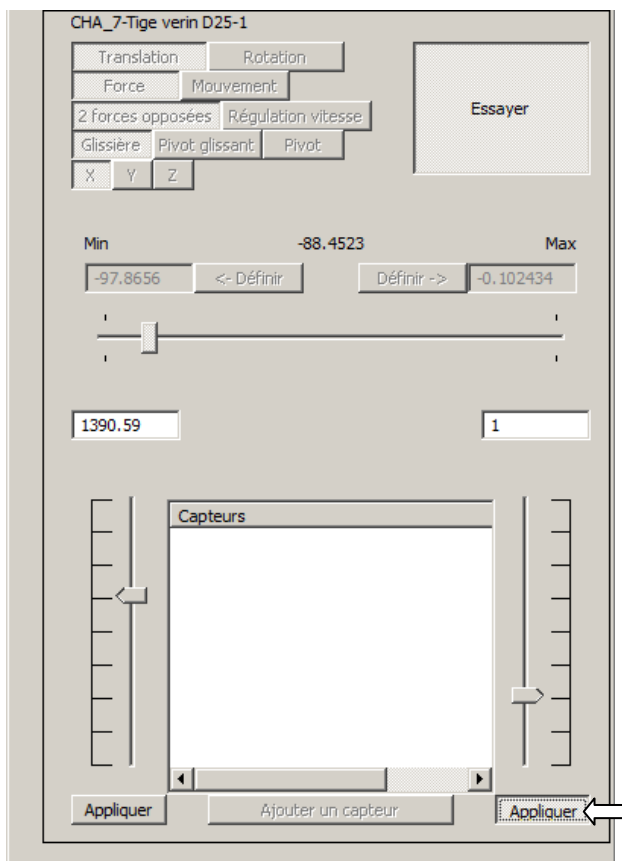 CHA_7-Tige verin D25-1
Translation Rotation
Force Mouvement
Essayer
2 forces opposées Régulation vitesse
Glissière Pivot glissant Pivot
X Y Z
Min -88.4523 Max
-97.8656 <- Définir Définir -> -0.102434
1390.59 1
Capteurs
Appliquer Ajouter un capteur Appliquer